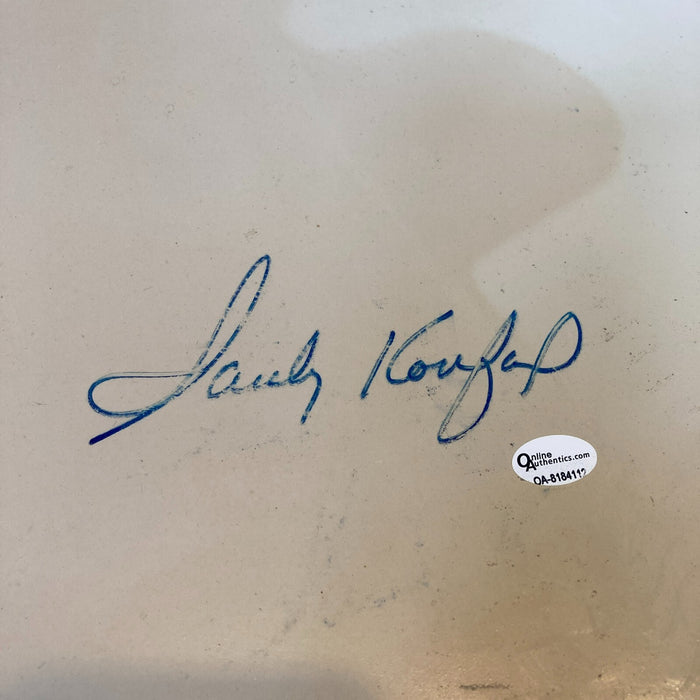 Sandy Koufax
Online
Authentics.com
OA-8184112